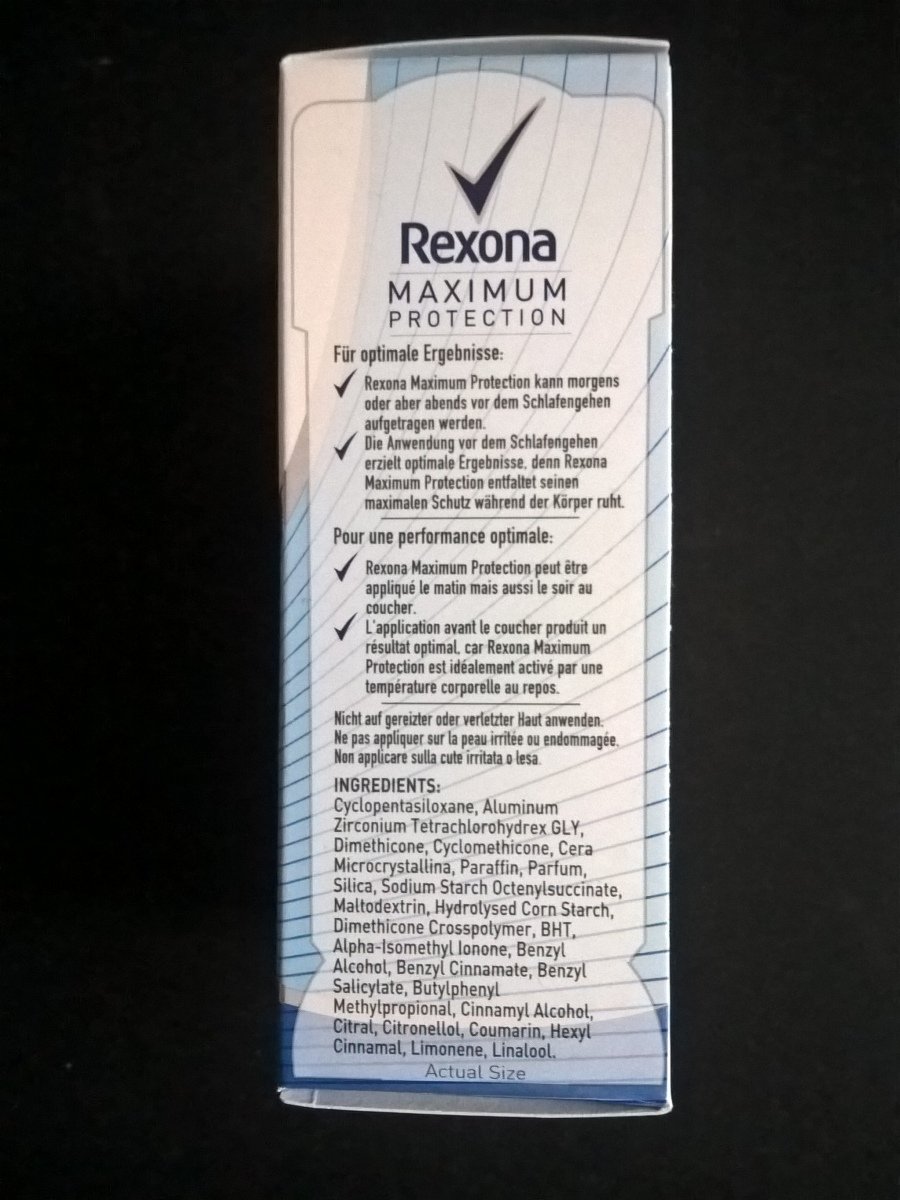 Rexona
MAXIMUM
PROTECTION
Für optimale Ergebnisse:
Rexona Maximum Protection kann morgens
oder aber abends vor dem Schlafengehen
aufgetragen werden.
Die Anwendung vor dem Schlafengehen
erzielt optimale Ergebnisse, denn Rexona
Maximum Protection entfaltet seinen
maximalen Schutz während der Körper ruht.
Pour une performance optimale:
Rexona Maximum Protection peut être
appliqué le matin mais aussi le soir au
coucher.
L'application avant le coucher produit un
résultat optimal, car Rexona Maximum
Protection est idéalement activé par une
température corporelle au repos.
Nicht auf gereizter oder verletzter Haut anwenden.
Ne pas appliquer sur la peau irritée ou endommagée.
Non applicare sulla cute irritata o lesa.
INGREDIENTS:
Cyclopentasiloxane, Aluminum
Zirconium Tetrachlorohydrex GLY,
Dimethicone, Cyclomethicone, Cera
Microcrystallina, Paraffin, Parfum,
Silica, Sodium Starch Octenylsuccinate,
Maltodextrin, Hydrolysed Corn Starch,
Dimethicone Crosspolymer, BHT,
Alpha-Isomethyl Ionone, Benzyl
Alcohol, Benzyl Cinnamate, Benzyl
Salicylate, Butylphenyl
Methylpropional, Cinnamyl Alcohol,
Citral, Citronellol, Coumarin, Hexyl
Cinnamal, Limonene, Linalool.
Actual Size